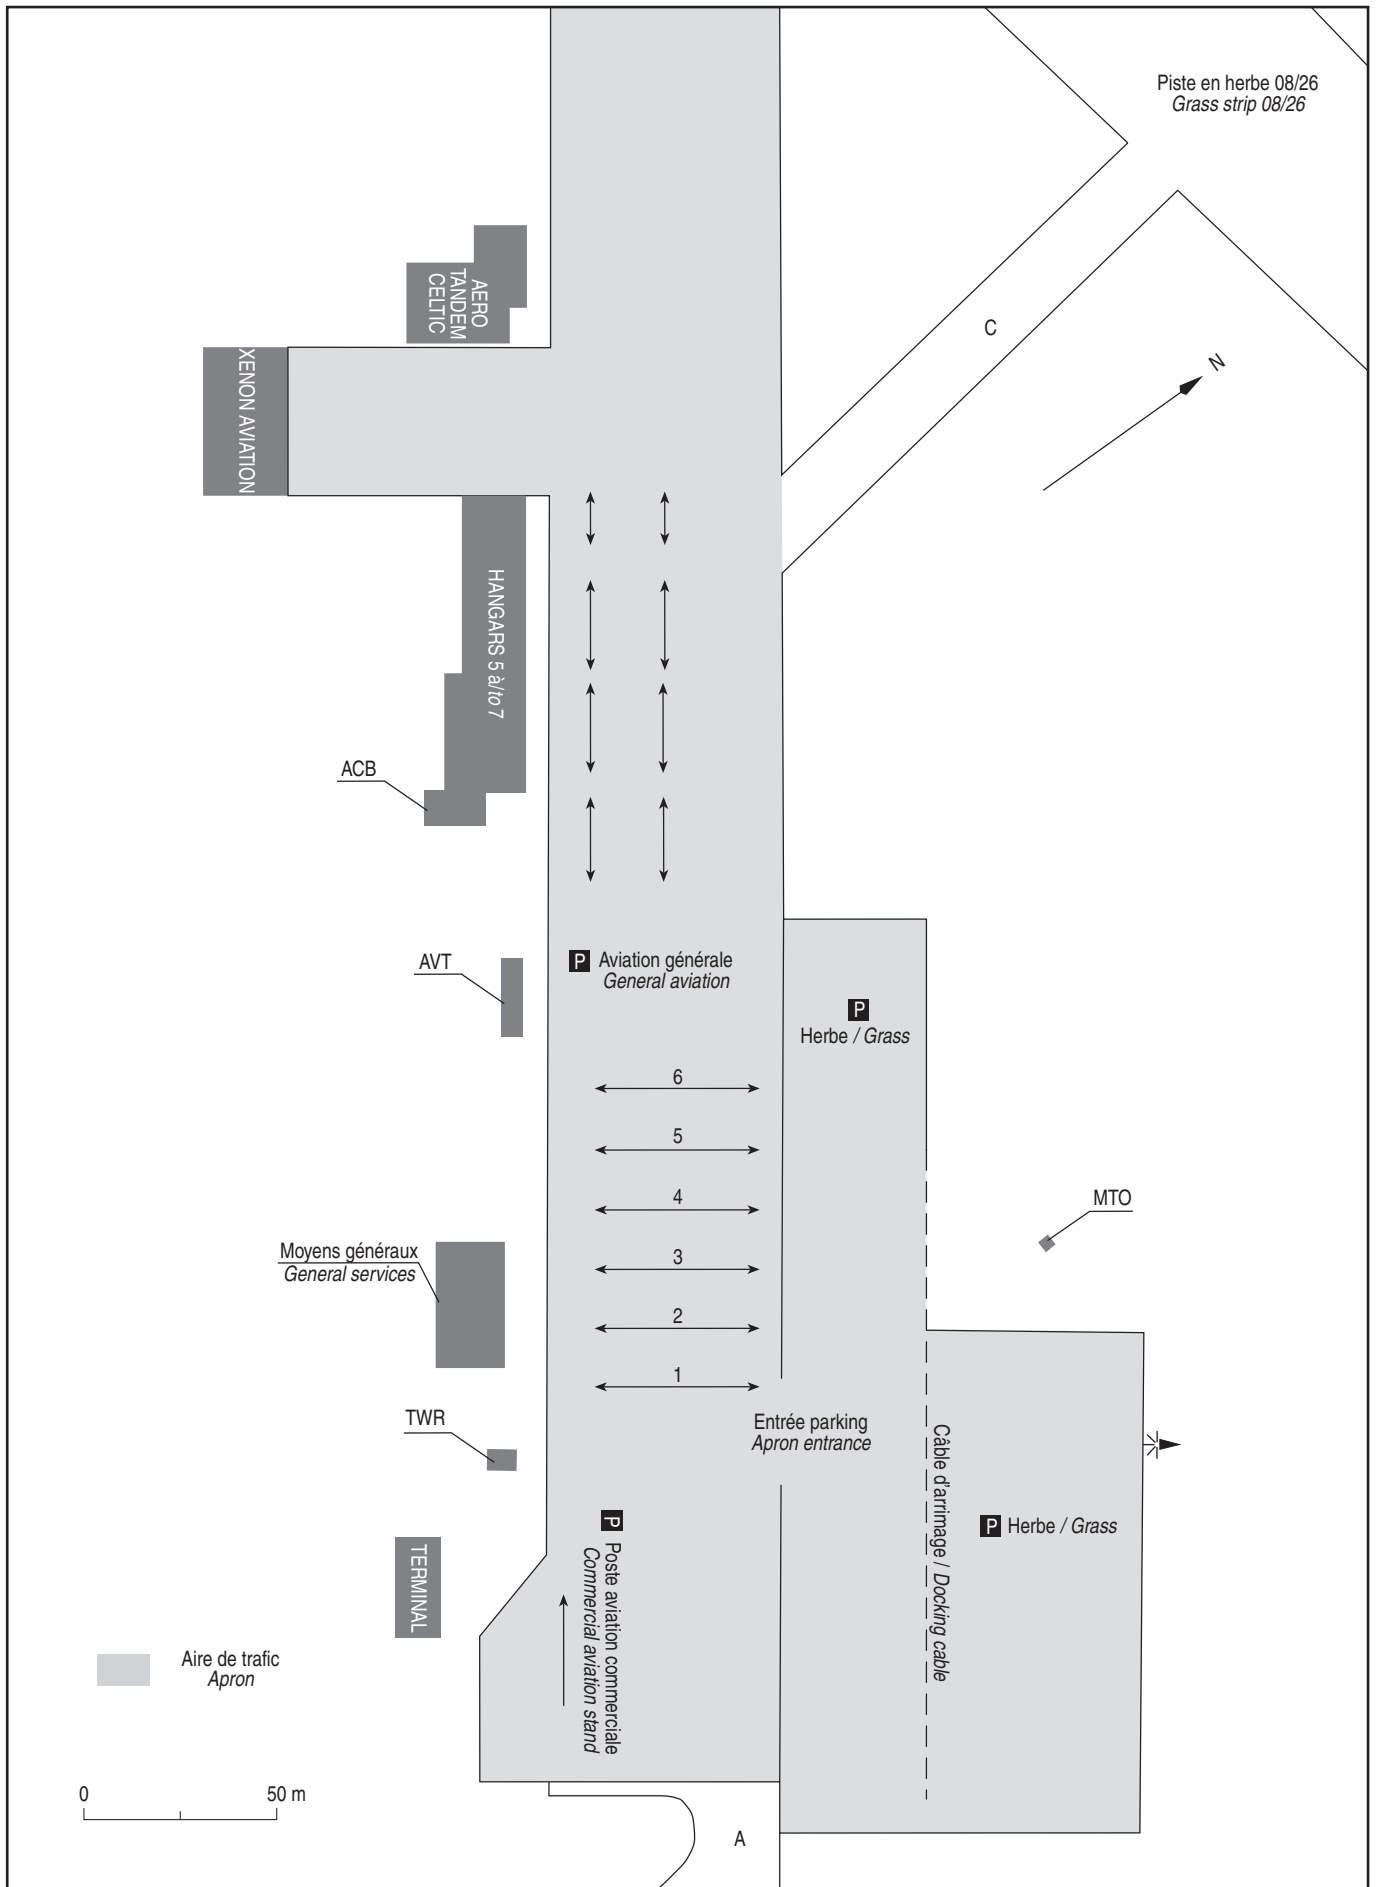 Piste en herbe 08/26
Grass strip 08/26
AERO
TANDEM
CELTIC
C
N
XENON AVIATION
HANGARS 5 à/to 7
ACB
AVT
P Aviation générale
General aviation
P
Herbe / Grass
6
5
4
3
2
1
MTO
Moyens généraux
General services
TWR
Entrée parking
Apron entrance
Câble d'arrimage / Docking cable
P Herbe / Grass
P Poste aviation commerciale
Commercial aviation stand
TERMINAL
Aire de trafic
Apron
0 50 m
A